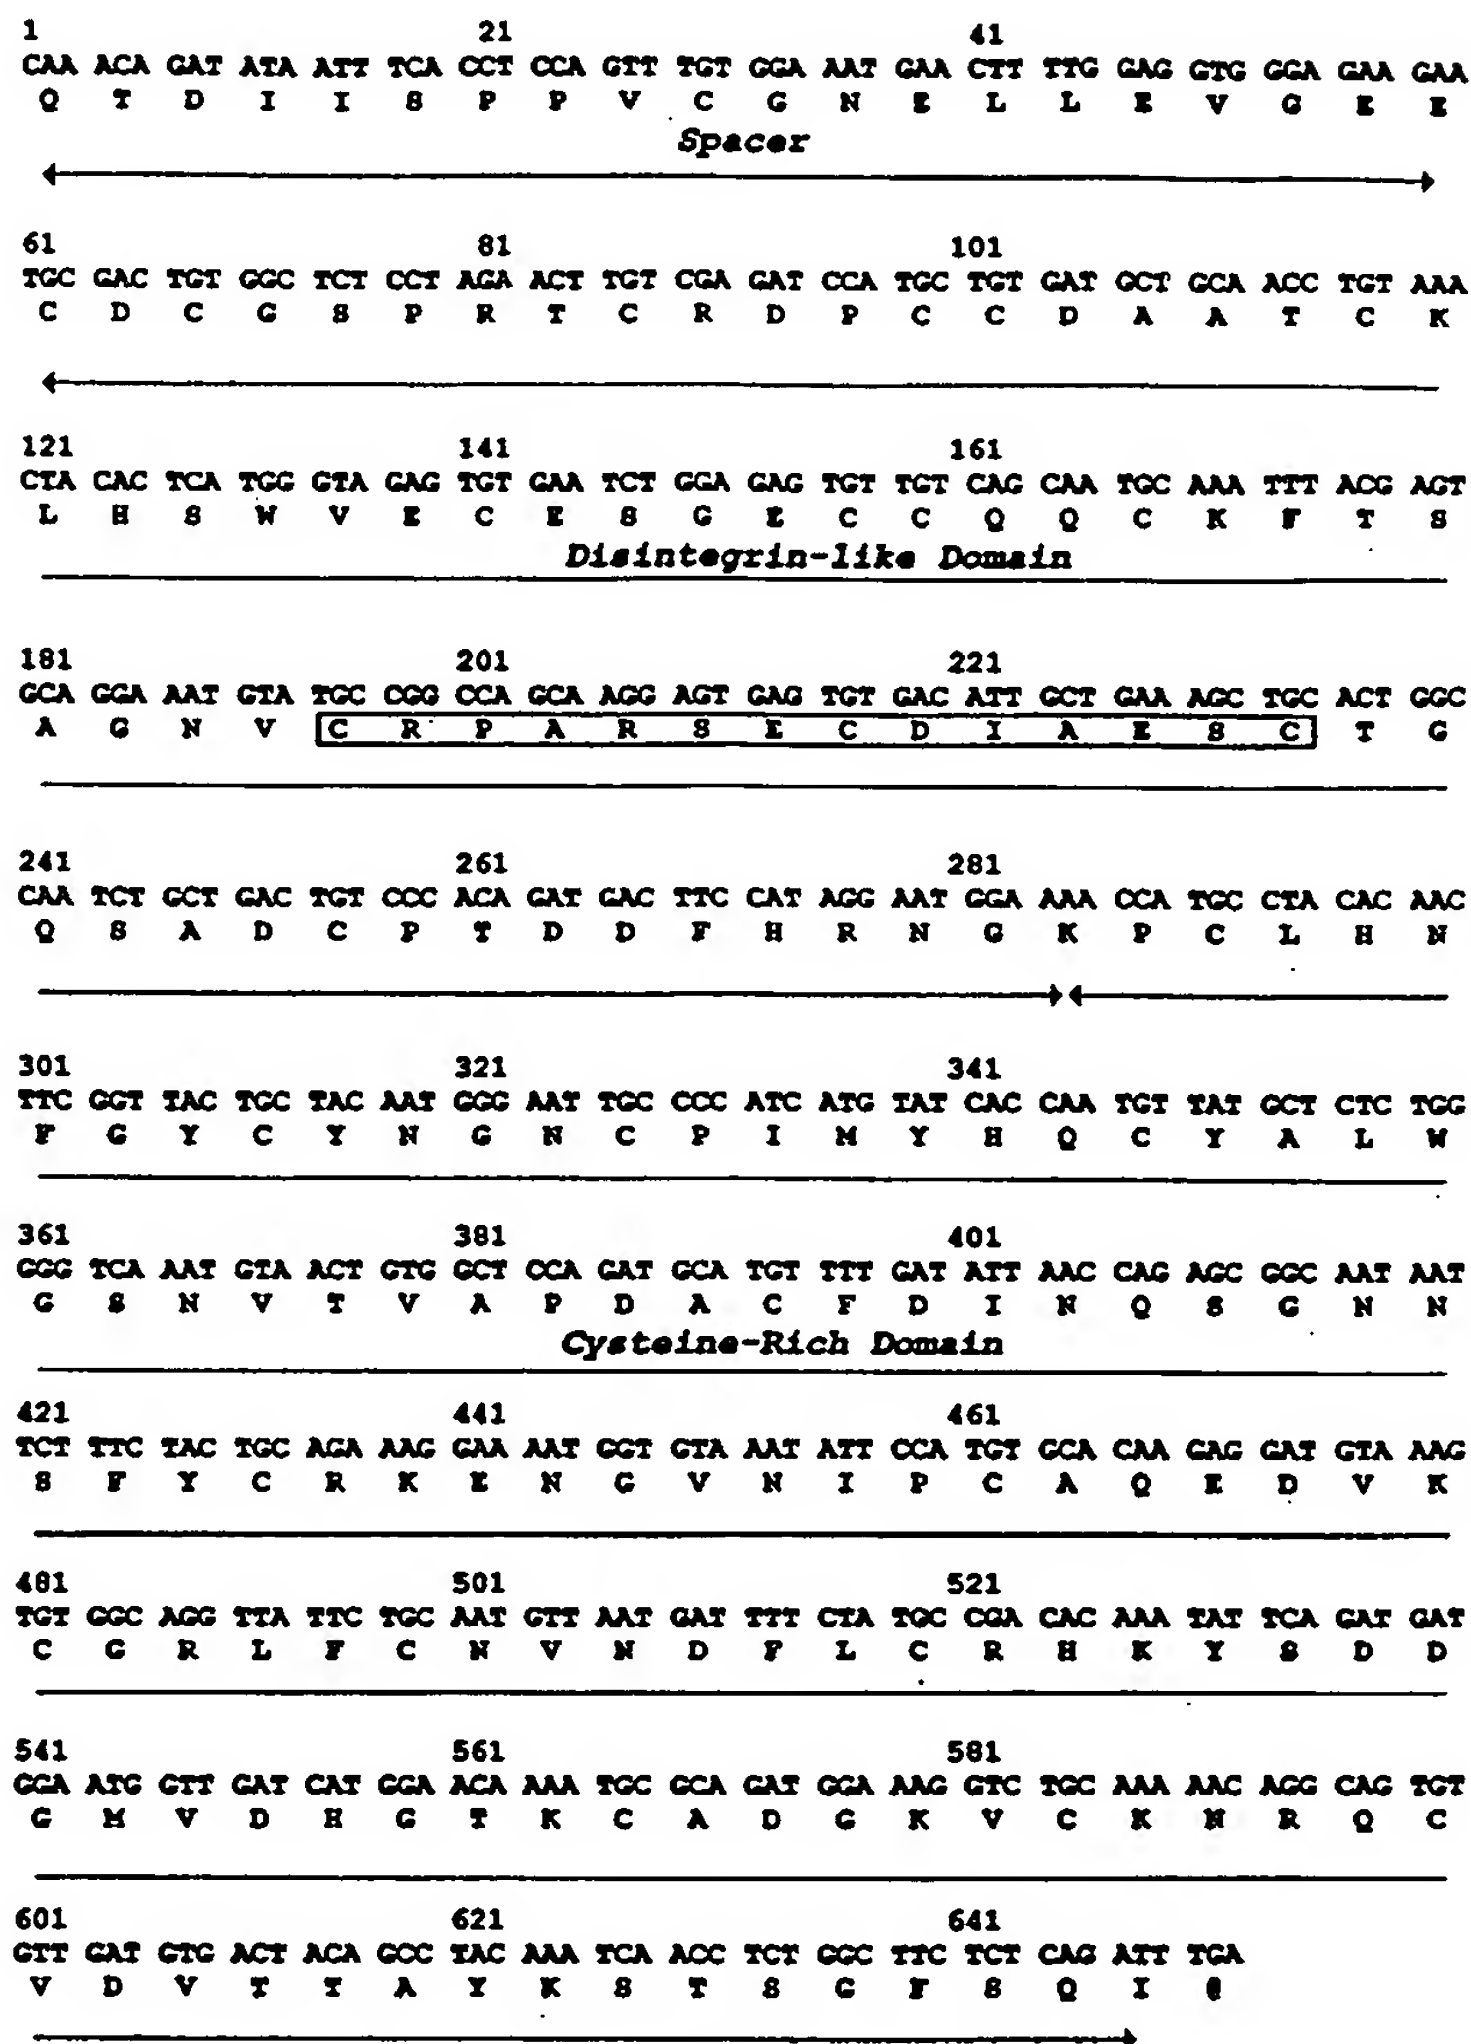 1 21 41
CAA ACA GAT ATA ATT TCA CCT CCA GTT TGT GGA AAT GAA CTT TTG GAG GTG GGA GAA GAA
Q T D I I S P P V C G N E L L E V G E E
Spacer
61 81 101
TGC GAC TGT GGC TCT CCT AGA ACT TGT CGA GAT CCA TGC TGT GAT GCT GCA ACC TGT AAA
C D C G S P R T C R D P C C D A A T C K
121 141 161
CTA CAC TCA TGG GTA GAG TGT GAA TCT GGA GAG TGT TGT CAG CAA TGC AAA TTT ACG AGT
L H S W V E C E S G E C C Q Q C K F T S
Disintegrin-like Domain
181 201 221
GCA GGA AAT GTA TGC CGG CCA GCA AGG AGT GAG TGT GAC ATT GCT GAA AGC TGC ACT GGC
A G N V C R P A R S E C D I A E S C T G
241 261 281
CAA TCT GCT GAC TGT CCC ACA GAT GAC TTC CAT AGG AAT GGA AAA CCA TGC CTA CAC AAC
Q S A D C P T D D F H R N G K P C L H N
301 321 341
TTC GGT TAC TGC TAC AAT GGG AAT TGC CCC ATC ATG TAT CAC CAA TGT TAT GCT CTC TGG
F G Y C Y N G N C P I M Y H Q C Y A L W
361 381 401
GGG TCA AAT GTA ACT GTG GCT CCA GAT GCA TGT TTT GAT ATT AAC CAG AGC GGC AAT AAT
G S N V T V A P D A C F D I N Q S G N N
Cysteine-Rich Domain
421 441 461
TCT TTC TAC TGC AGA AAG GAA AAT GGT GTA AAT ATT CCA TGT GCA CAA GAG GAT GTA AAG
S F Y C R K E N G V N I P C A Q E D V K
481 501 521
TGT GGC AGG TTA TTC TGC AAT GTT AAT GAT TTT CTA TGC CGA CAC AAA TAT TCA GAT GAT
C G R L F C N V N D F L C R H K Y S D D
541 561 581
GGA ATG GTT GAT CAT GGA ACA AAA TGC GCA GAT GGA AAG GTC TGC AAA AAC AGG CAG TGT
G M V D H G T K C A D G K V C K N R Q C
601 621 641
GTT GAT GTG ACT ACA GCC TAC AAA TCA ACC TCT GGC TTC TCT CAG ATT TGA
V D V T T A Y K S T S G F S Q I @